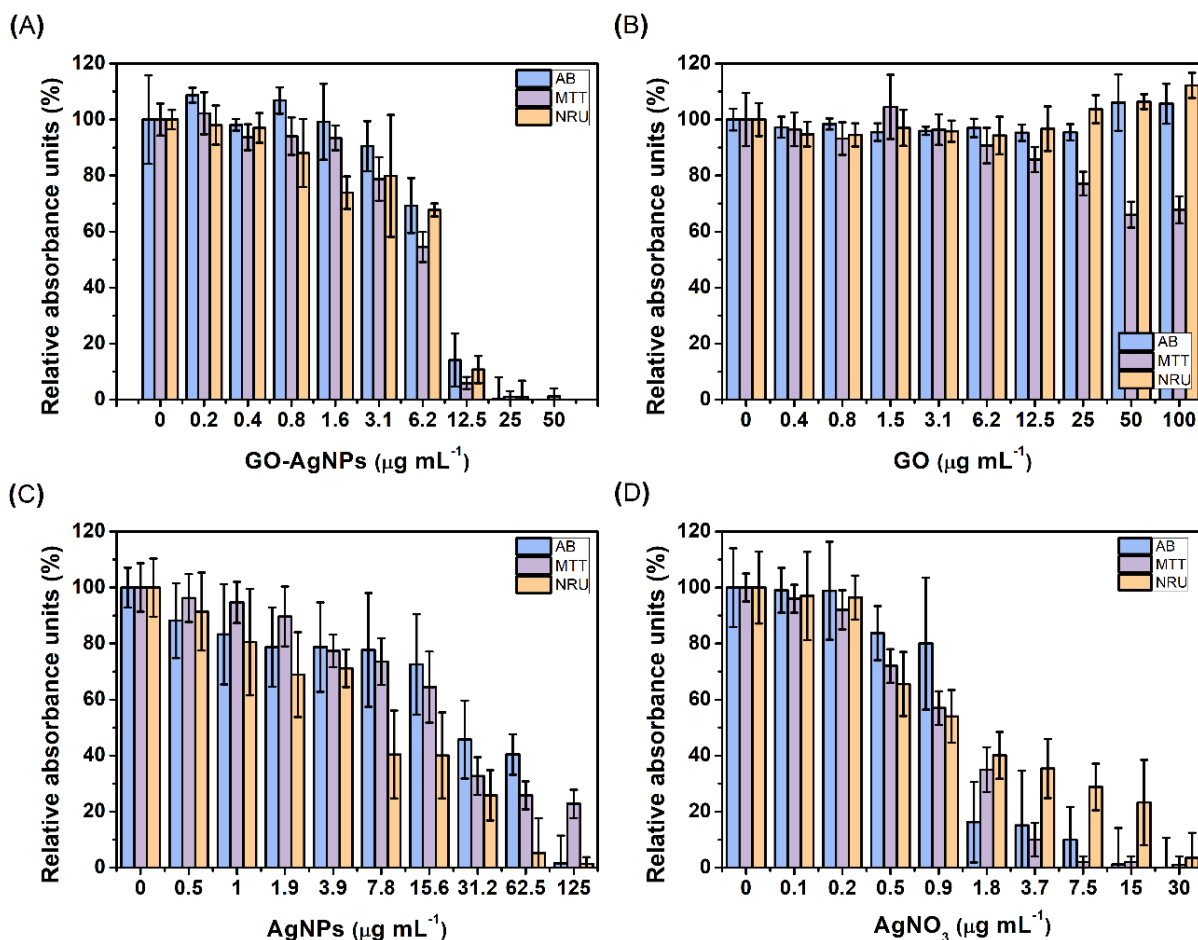 (A)
Relative absorbance units (%)
120
100
80
60
40
20
0
AB
MTT
NRU
0 0.2 0.4 0.8 1.6 3.1 6.2 12.5 25 50
GO-AgNPs (μg mL⁻¹)
(B)
Relative absorbance units (%)
120
100
80
60
40
20
0
AB
MTT
NRU
0 0.4 0.8 1.5 3.1 6.2 12.5 25 50 100
GO (μg mL⁻¹)
(C)
Relative absorbance units (%)
120
100
80
60
40
20
0
AB
MTT
NRU
0 0.5 1 1.9 3.9 7.8 15.6 31.2 62.5 125
AgNPs (μg mL⁻¹)
(D)
Relative absorbance units (%)
120
100
80
60
40
20
0
AB
MTT
NRU
0 0.1 0.2 0.5 0.9 1.8 3.7 7.5 15 30
AgNO₃ (μg mL⁻¹)